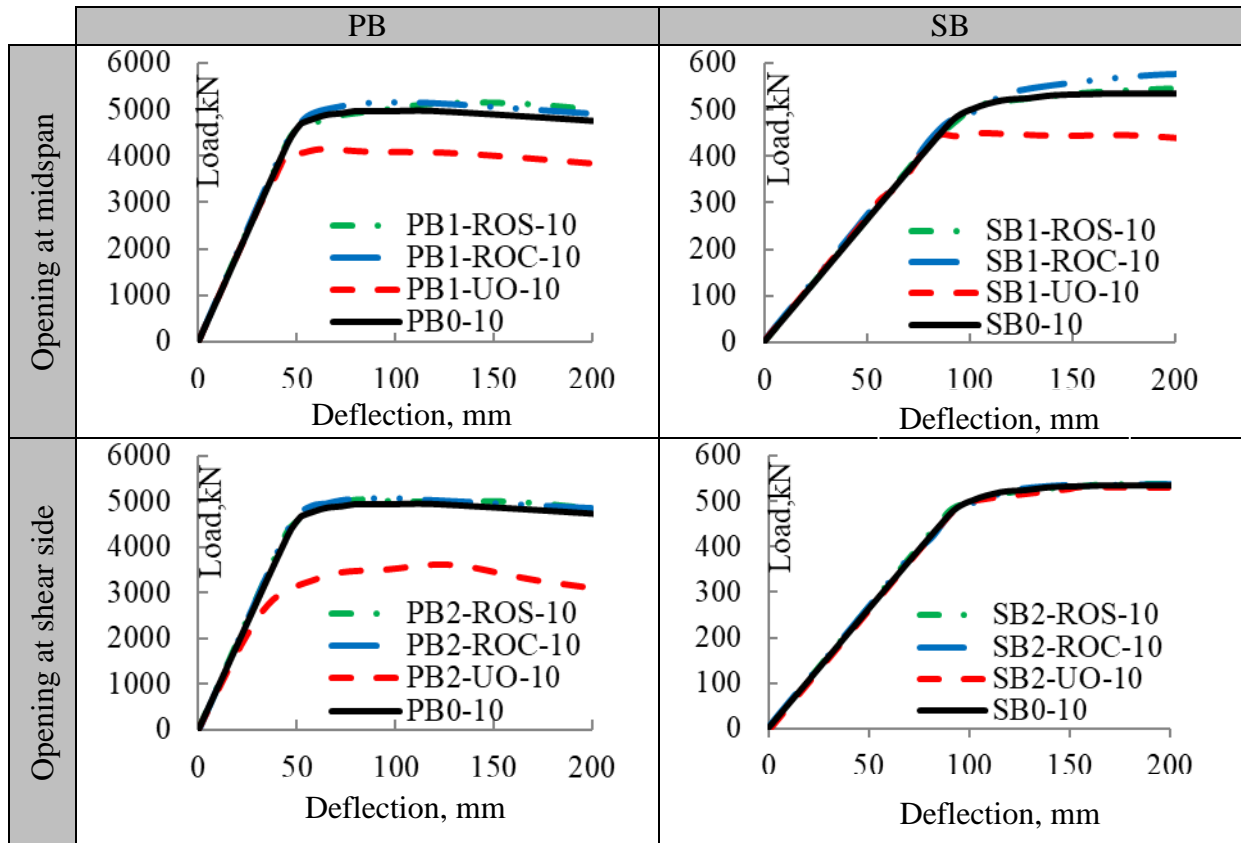 PB
SB
Opening at midspan
6000
5000
4000
3000
2000
1000
0
Load,kN
PB1-ROS-10
PB1-ROC-10
PB1-UO-10
PB0-10
0 50 100 150 200
Deflection, mm
600
500
400
300
200
100
0
Load,kN
SB1-ROS-10
SB1-ROC-10
SB1-UO-10
SB0-10
0 50 100 150 200
Deflection, mm
Opening at shear side
6000
5000
4000
3000
2000
1000
0
Load,kN
PB2-ROS-10
PB2-ROC-10
PB2-UO-10
PB0-10
0 50 100 150 200
Deflection, mm
600
500
400
300
200
100
0
Load,kN
SB2-ROS-10
SB2-ROC-10
SB2-UO-10
SB0-10
0 50 100 150 200
Deflection, mm